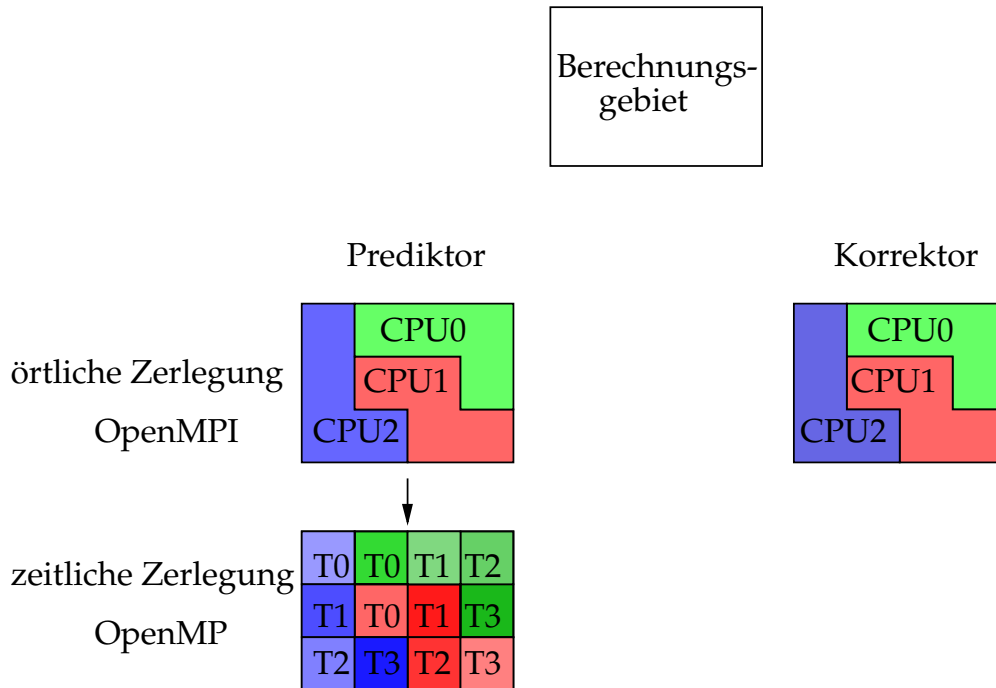 Berechnungs-
gebiet
Prediktor
Korrektor
CPU0
CPU0
örtliche Zerlegung
CPU1
CPU1
OpenMPI
CPU2
CPU2
T0 T0 T1 T2
zeitliche Zerlegung
T1 T0 T1 T3
OpenMP
T2 T3 T2 T3